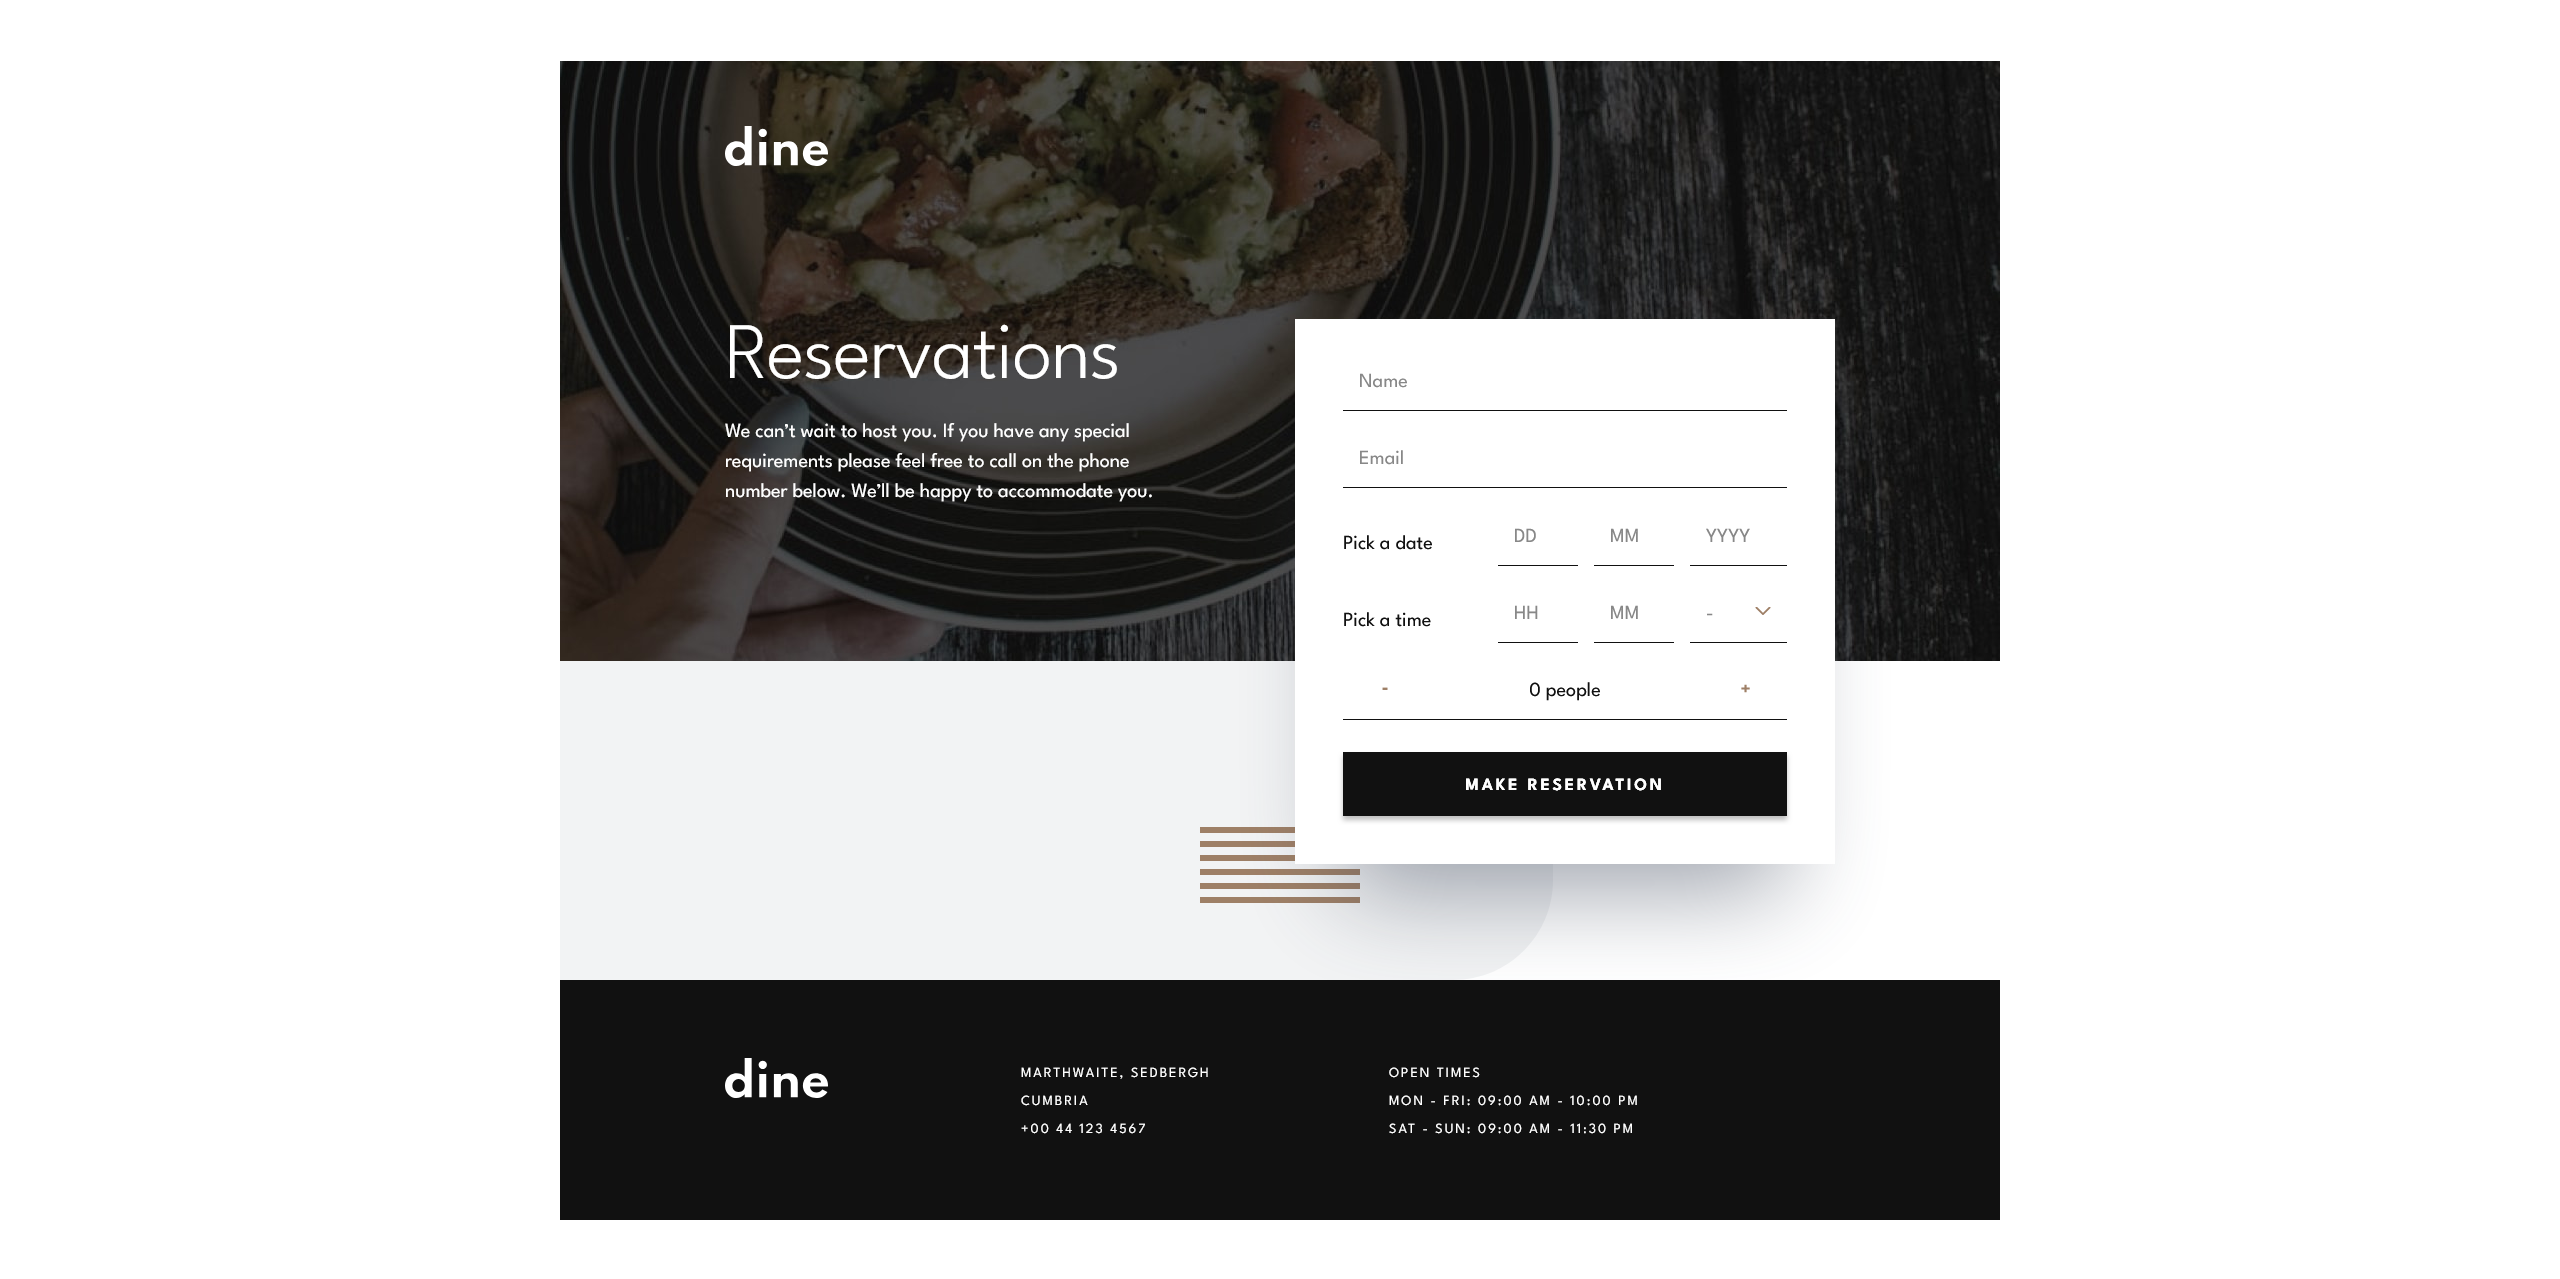 dine
Reservations
We can’t wait to host you. If you have any special
requirements please feel free to call on the phone
number below. We’ll be happy to accommodate you.
Name
Email
Pick a date DD MM YYYY
Pick a time HH MM -
- 0 people +
MAKE RESERVATION
dine
MARTHWAITE, SEDBERGH
CUMBRIA
+00 44 123 4567
OPEN TIMES
MON - FRI: 09:00 AM - 10:00 PM
SAT - SUN: 09:00 AM - 11:30 PM